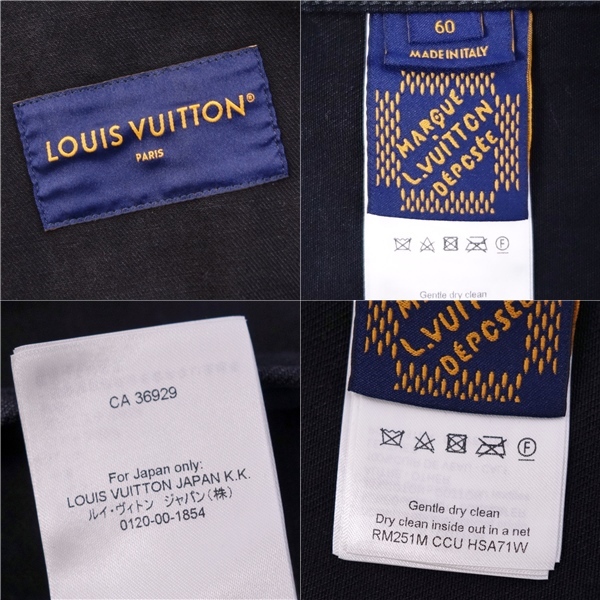 LOUIS VUITTON®
PARIS
60
MADE IN ITALY
MARQUE
L.VUITTON
DÉPOSÉE
F
Gentle dry clean
CA 36929
For Japan only:
LOUIS VUITTON JAPAN K.K.
ルイ・ヴィトン ジャパン(株)
0120-00-1854
L.VUITTON
DÉPOSÉE
F
Gentle dry clean
Dry clean inside out in a net
RM251M CCU HSA71W